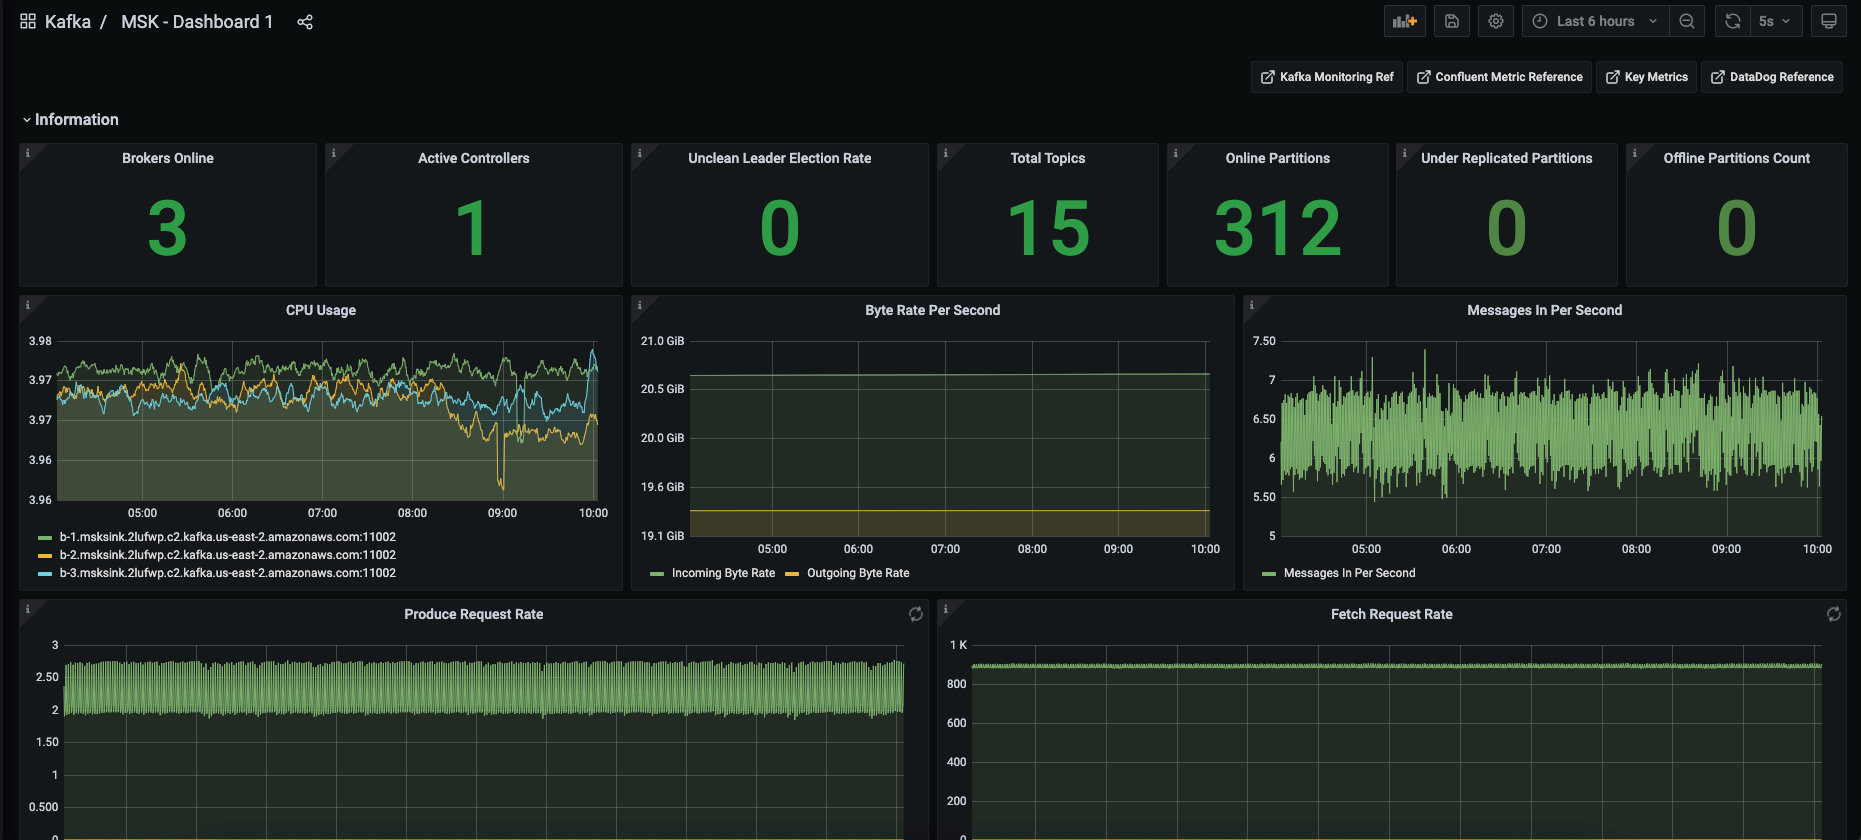 Kafka / MSK - Dashboard 1
Last 6 hours
5s
Kafka Monitoring Ref
Confluent Metric Reference
Key Metrics
DataDog Reference
Information
Brokers Online
3
Active Controllers
1
Unclean Leader Election Rate
0
Total Topics
15
Online Partitions
312
Under Replicated Partitions
0
Offline Partitions Count
0
CPU Usage
3.98
3.97
3.97
3.96
3.96
05:00 06:00 07:00 08:00 09:00 10:00
b-1.msksink.2lufwp.c2.kafka.us-east-2.amazonaws.com:11002
b-2.msksink.2lufwp.c2.kafka.us-east-2.amazonaws.com:11002
b-3.msksink.2lufwp.c2.kafka.us-east-2.amazonaws.com:11002
Byte Rate Per Second
21.0 GiB
20.5 GiB
20.0 GiB
19.6 GiB
19.1 GiB
05:00 06:00 07:00 08:00 09:00 10:00
Incoming Byte Rate Outgoing Byte Rate
Messages In Per Second
7.50
7
6.50
6
5.50
5
05:00 06:00 07:00 08:00 09:00 10:00
Messages In Per Second
Produce Request Rate
3
2.50
2
1.50
1
0.500
0
Fetch Request Rate
1 K
800
600
400
200
0